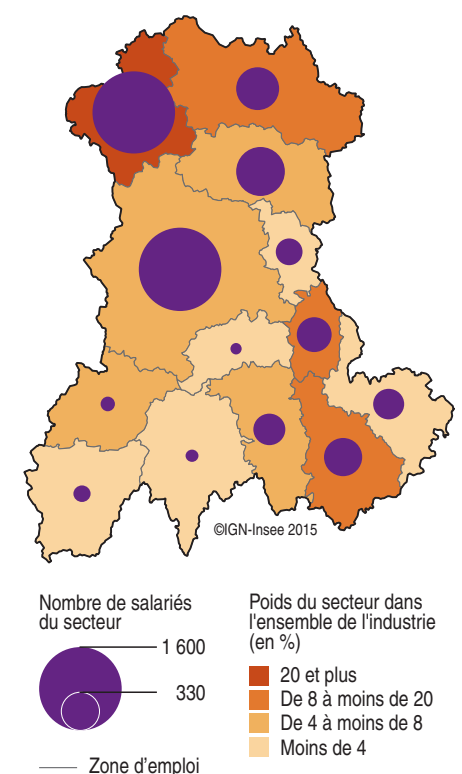 ©IGN-Insee 2015
Nombre de salariés
du secteur
1 600
330
Zone d'emploi
Poids du secteur dans
l'ensemble de l'industrie
(en %)
20 et plus
De 8 à moins de 20
De 4 à moins de 8
Moins de 4